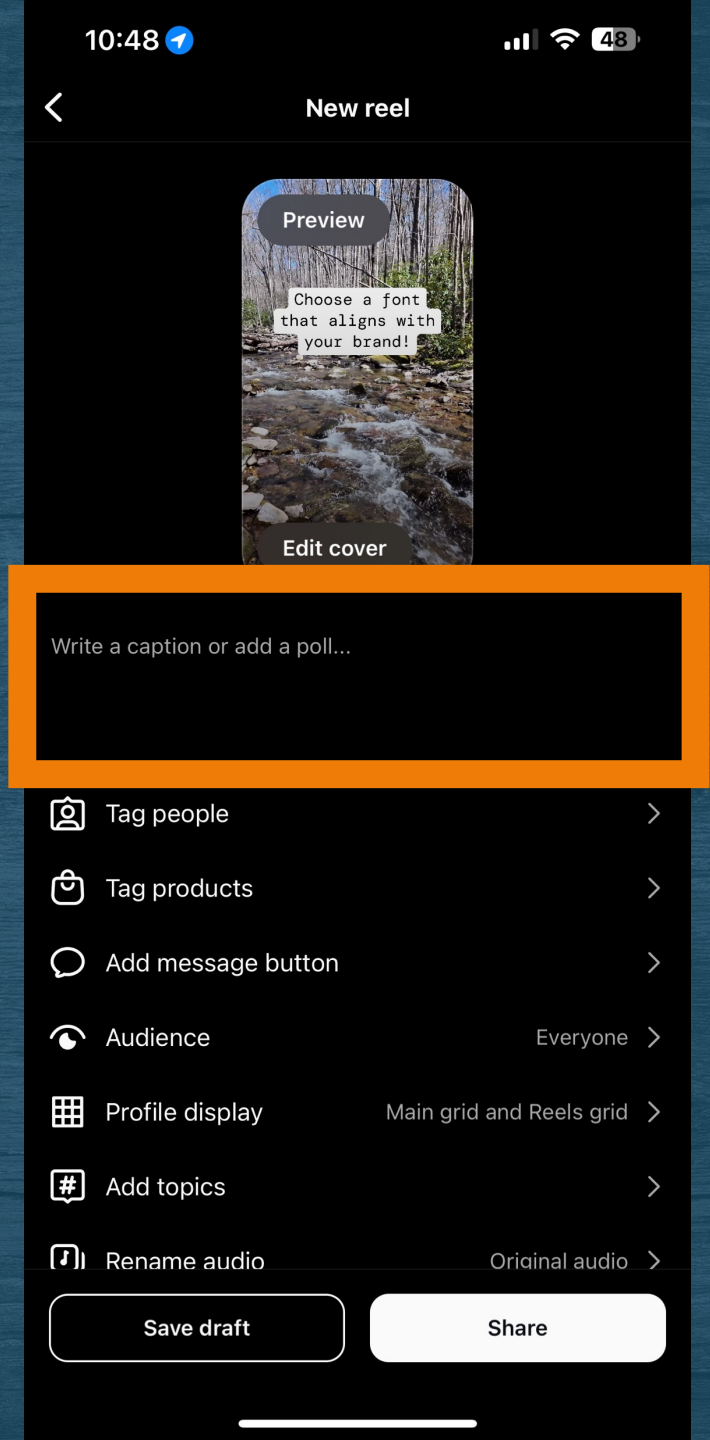 10:48
48
New reel
Preview
Choose a font
that aligns with
your brand!
Edit cover
Write a caption or add a poll...
Tag people
Tag products
Add message button
Audience Everyone
Profile display Main grid and Reels grid
Add topics
Rename audio Original audio
Save draft Share